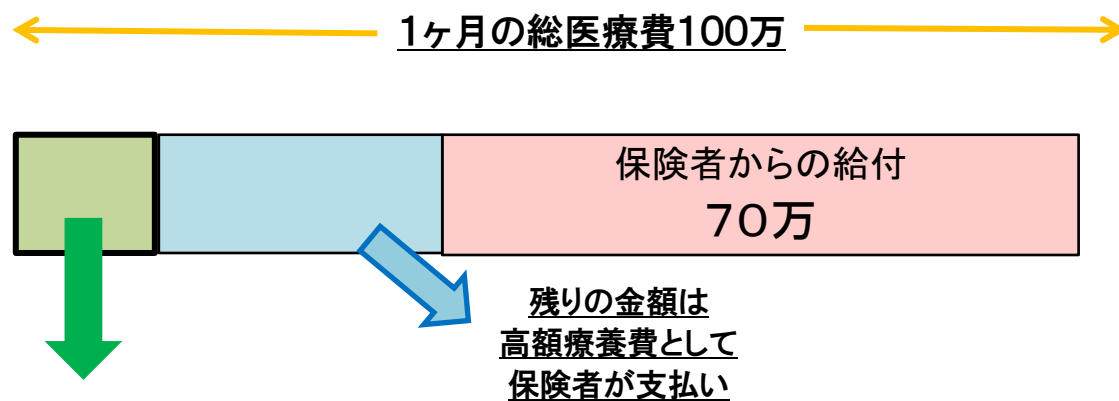 1ヶ月の総医療費100万
保険者からの給付
70万
残りの金額は
高額療養費として
保険者が支払い